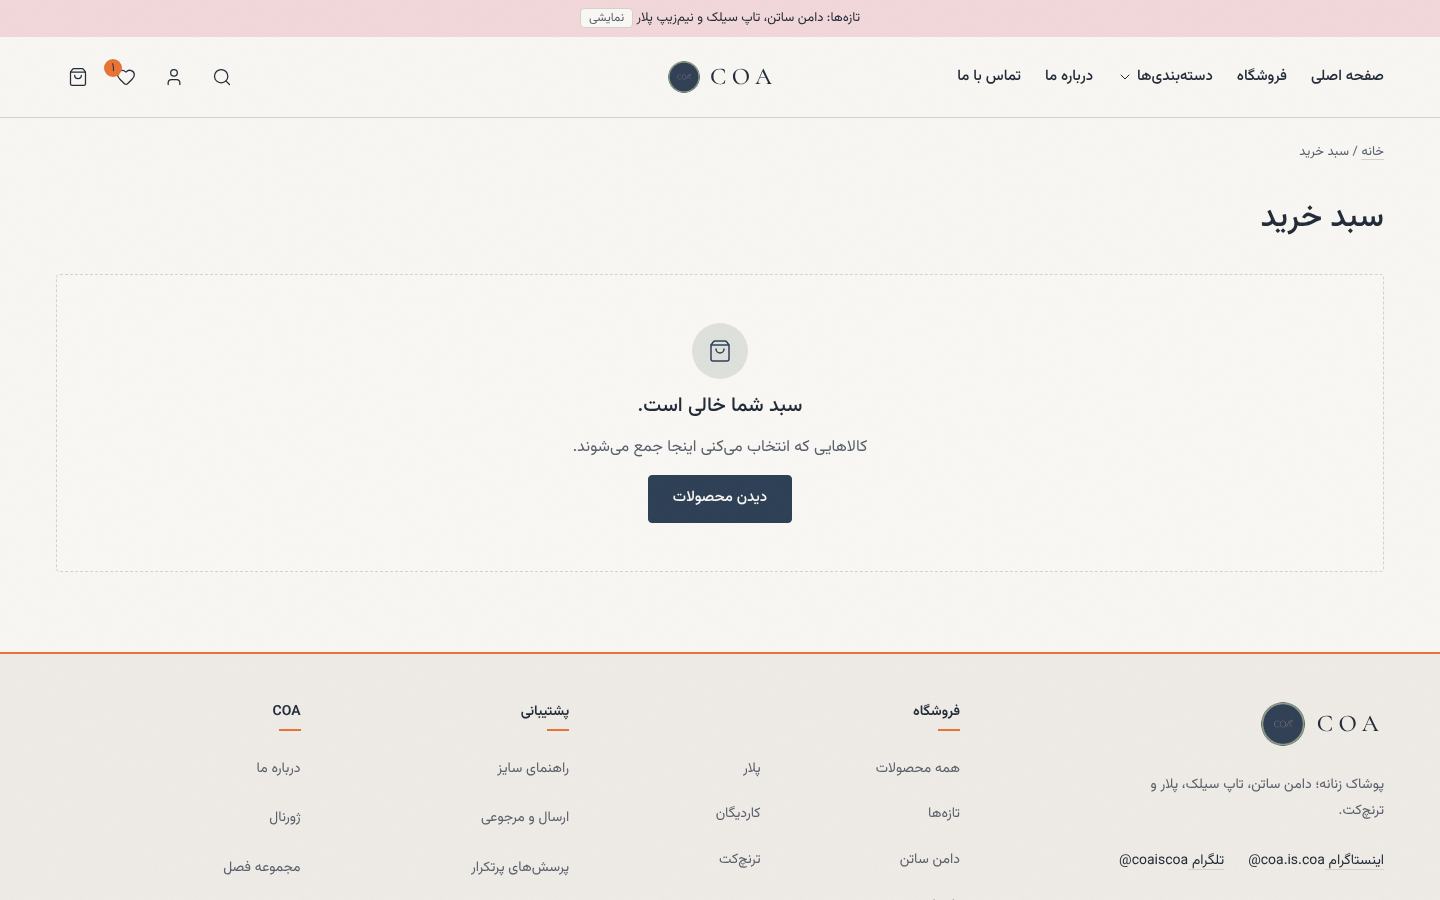 تازه‌ها: دامن ساتن، تاپ سیلک و نیم‌زیپ پلار نمایشی
صفحه اصلی فروشگاه دسته‌بندی‌ها درباره ما تماس با ما
COA
۱
خانه / سبد خرید
سبد خرید
سبد شما خالی است.
کالاهایی که انتخاب می‌کنی اینجا جمع می‌شوند.
دیدن محصولات
COA
پوشاک زنانه؛ دامن ساتن، تاپ سیلک، پلار و
ترنچ‌کت.
اینستاگرام @coa.is.coa تلگرام @coaiscoa
فروشگاه
همه محصولات پلار
تازه‌ها کاردیگان
دامن ساتن ترنچ‌کت
پشتیبانی
راهنمای سایز
ارسال و مرجوعی
پرسش‌های پرتکرار
COA
درباره ما
ژورنال
مجموعه فصل